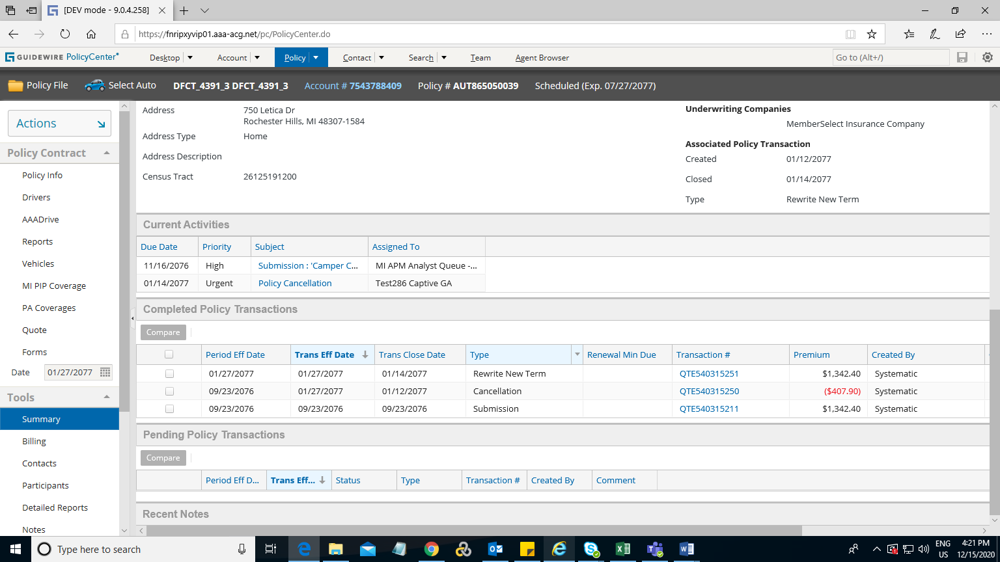 [DEV mode - 9.0.4.258]
https://fnripxyvip01.aaa-acg.net/pc/PolicyCenter.do
GUIDEWIRE PolicyCenter Desktop Account Policy Contact Search Team Agent Browser Go to (Alt+/)
Policy File Select Auto DFCT_4391_3 DFCT_4391_3 Account # 7543788409 Policy # AUT865050039 Scheduled (Exp. 07/27/2077)
Actions
Policy Contract
Policy Info
Drivers
AAADrive
Reports
Vehicles
MI PIP Coverage
PA Coverages
Quote
Forms
Date 01/27/2077
Tools
Summary
Billing
Contacts
Participants
Detailed Reports
Notes
Address 750 Letica Dr
Rochester Hills, MI 48307-1584
Address Type Home
Address Description
Census Tract 26125191200
Underwriting Companies
MemberSelect Insurance Company
Associated Policy Transaction
Created 01/12/2077
Closed 01/14/2077
Type Rewrite New Term
Current Activities
Due Date Priority Subject Assigned To
11/16/2076 High Submission : 'Camper C... MI APM Analyst Queue -...
01/14/2077 Urgent Policy Cancellation Test286 Captive GA
Completed Policy Transactions
Compare
Period Eff Date Trans Eff Date Trans Close Date Type Renewal Min Due Transaction # Premium Created By
01/27/2077 01/27/2077 01/14/2077 Rewrite New Term QTE540315251 $1,342.40 Systematic
09/23/2076 01/27/2077 01/12/2077 Cancellation QTE540315250 ($407.90) Systematic
09/23/2076 09/23/2076 09/23/2076 Submission QTE540315211 $1,342.40 Systematic
Pending Policy Transactions
Compare
Period Eff D... Trans Eff... Status Type Transaction # Created By Comment
Recent Notes
Type here to search
ENG
US
4:21 PM
12/15/2020